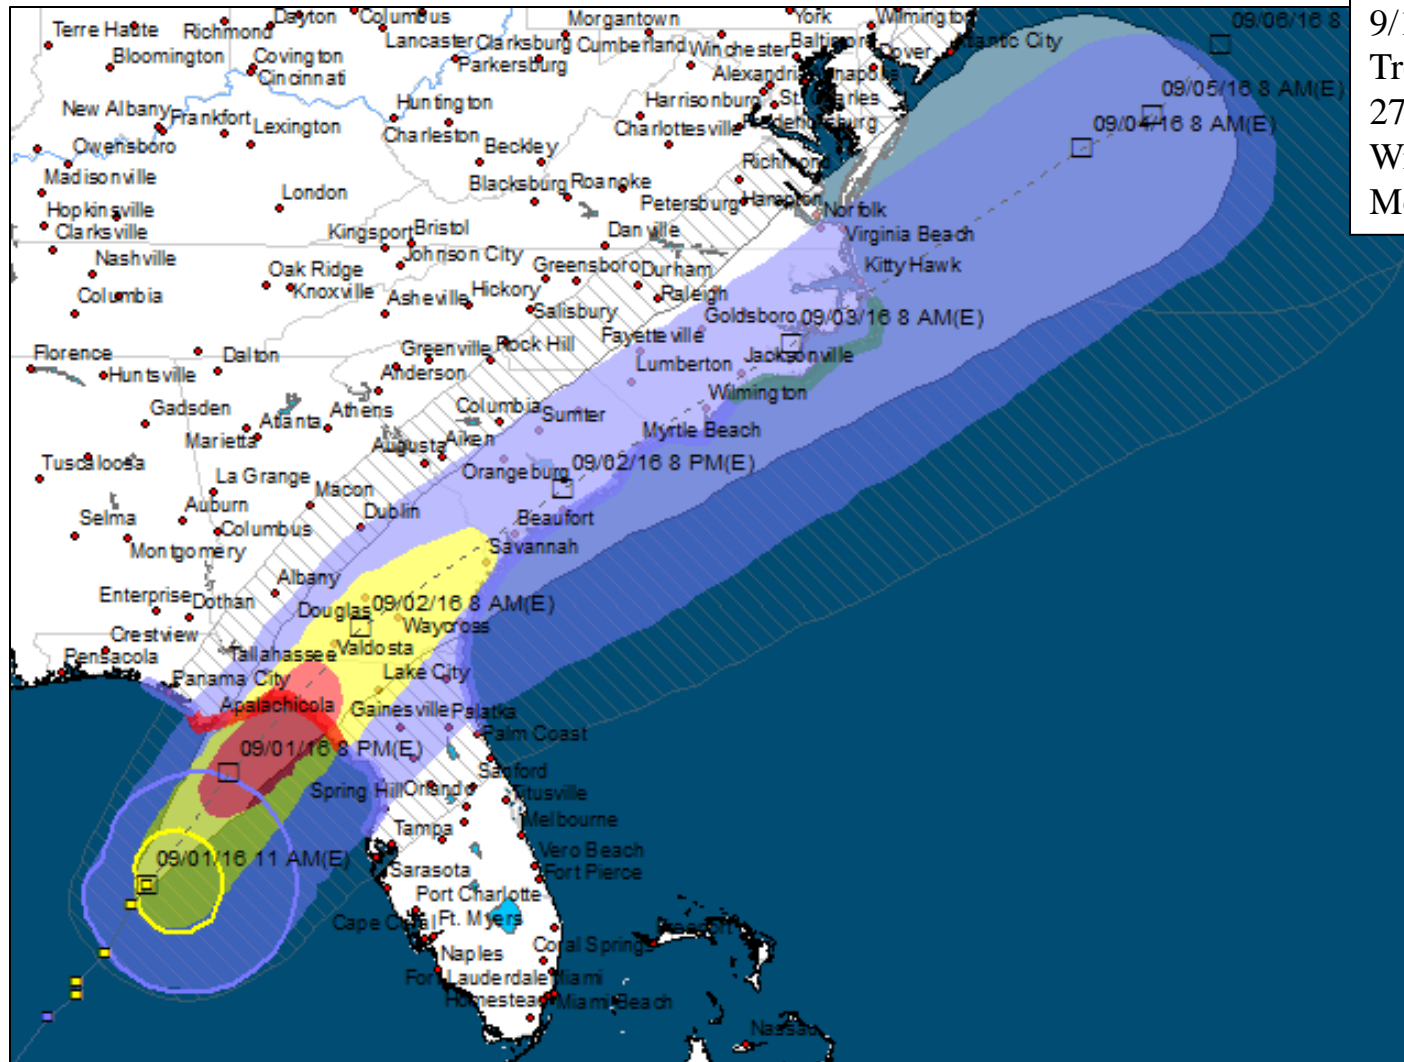 9/1
Tr
27
Wi
Mo
09/06/16 8
09/05/16 8 AM(E)
09/04/16 8 AM(E)
09/03/16 8 AM(E)
09/02/16 8 PM(E)
09/02/16 8 AM(E)
09/01/16 8 PM(E)
09/01/16 11 AM(E)
Dayton
Columbus
Morgantown
York
Wilmington
Terre Haute
Richmond
Lancaster
Clarksburg
Cumberland
Winchester
Baltimore
Dover
Atlantic City
Bloomington
Covington
Cincinnati
Parkersburg
Alexandria
Annapolis
New Albany
Frankfort
Lexington
Huntington
Harrisonburg
St. Charles
Charleston
Charlottesville
Fredericksburg
Owensboro
Beckley
Richmond
Madisonville
London
Blacksburg
Roanoke
Petersburg
Hampton
Norfolk
Hopkinsville
Clarksville
Kingsport
Bristol
Danville
Virginia Beach
Nashville
Johnson City
Kitty Hawk
Oak Ridge
Greensboro
Durham
Columbia
Knoxville
Asheville
Hickory
Raleigh
Salisbury
Goldsboro
Florence
Dalton
Greenville
Rock Hill
Fayetteville
Jacksonville
Huntsville
Anderson
Lumberton
Wilmington
Gadsden
Atlanta
Athens
Columbia
Sumter
Marietta
Augusta
Aiken
Myrtle Beach
Tuscaloosa
La Grange
Orangeburg
Macon
Selma
Auburn
Columbus
Dublin
Beaufort
Montgomery
Savannah
Albany
Enterprise
Dothan
Douglas
Crestview
Waycross
Pensacola
Tallahassee
Valdosta
Panama City
Lake City
Apalachicola
Gainesville
Palatka
Palm Coast
Sanford
Spring Hill
Orlando
Titusville
Tampa
Melbourne
Vero Beach
Sarasota
Fort Pierce
Port Charlotte
Cape Coral
Ft. Myers
Naples
Coral Springs
Freeport
Fort Lauderdale
Miami
Homestead
Miami Beach
Nassau